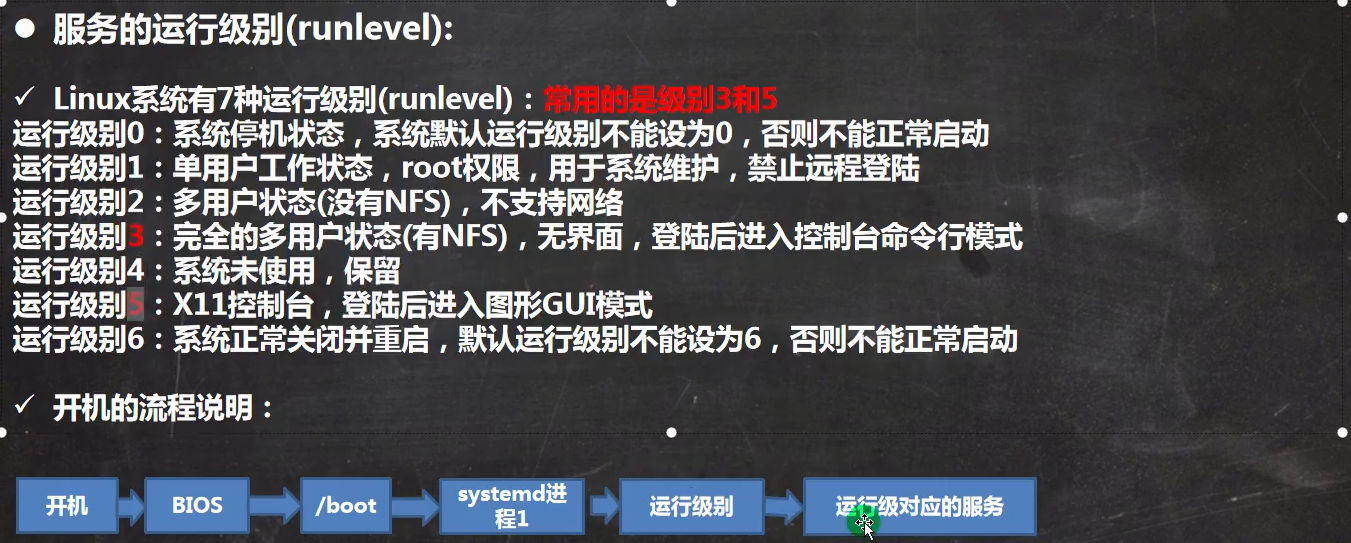 ● 服务的运行级别(runlevel):
✓ Linux系统有7种运行级别(runlevel)：常用的是级别3和5
运行级别0：系统停机状态，系统默认运行级别不能设为0，否则不能正常启动
运行级别1：单用户工作状态，root权限，用于系统维护，禁止远程登陆
运行级别2：多用户状态(没有NFS)，不支持网络
运行级别3：完全的多用户状态(有NFS)，无界面，登陆后进入控制台命令行模式
运行级别4：系统未使用，保留
运行级别5：X11控制台，登陆后进入图形GUI模式
运行级别6：系统正常关闭并重启，默认运行级别不能设为6，否则不能正常启动
✓ 开机的流程说明：
开机
BIOS
/boot
systemd进
程1
运行级别
运行级对应的服务